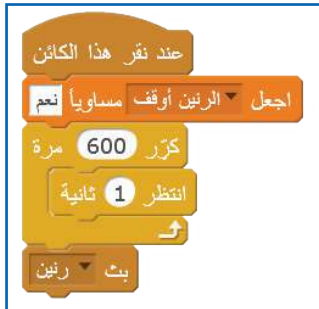 عند نقر هذا الكائن
اجعل الرنين أوقف مساوياً نعم
كرّر 600 مرة
انتظر 1 ثانية
بث رنين